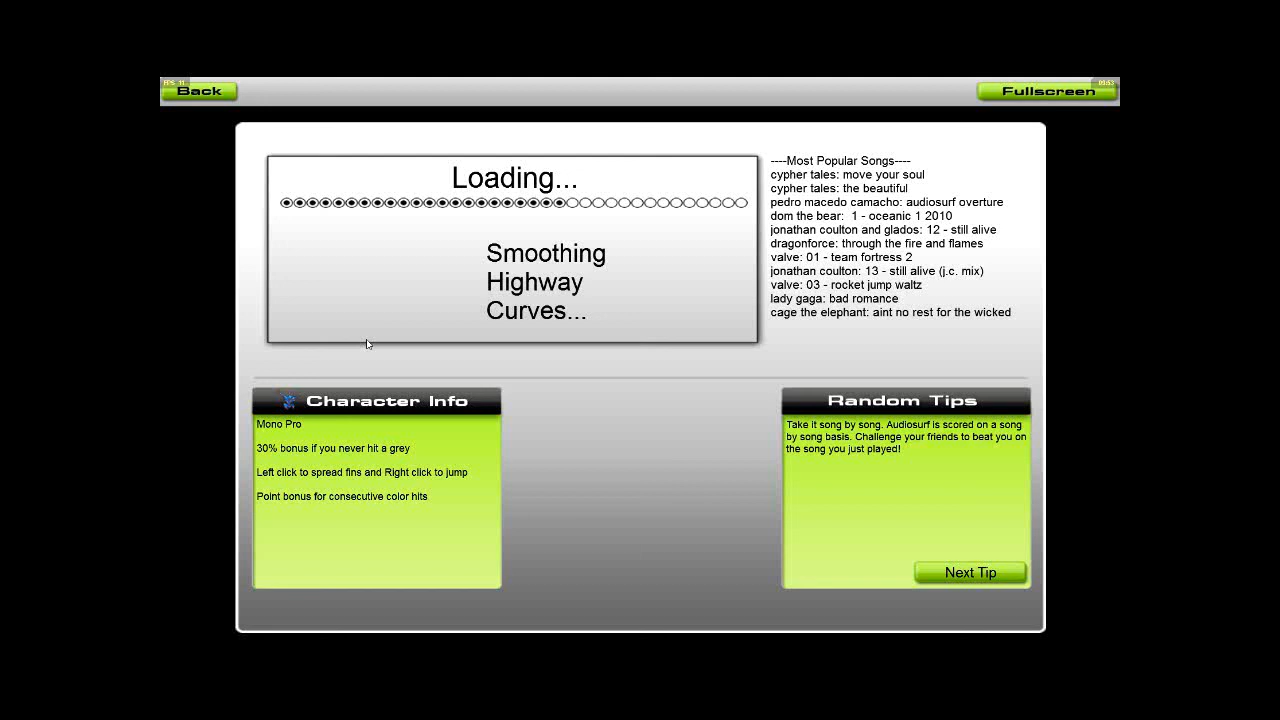 FPS: 11
09:53
Back
Fullscreen
Loading...
Smoothing
Highway
Curves...
----Most Popular Songs----
cypher tales: move your soul
cypher tales: the beautiful
pedro macedo camacho: audiosurf overture
dom the bear:  1 - oceanic 1 2010
jonathan coulton and glados: 12 - still alive
dragonforce: through the fire and flames
valve: 01 - team fortress 2
jonathan coulton: 13 - still alive (j.c. mix)
valve: 03 - rocket jump waltz
lady gaga: bad romance
cage the elephant: aint no rest for the wicked
Character Info
Mono Pro
30% bonus if you never hit a grey
Left click to spread fins and Right click to jump
Point bonus for consecutive color hits
Random Tips
Take it song by song. Audiosurf is scored on a song
by song basis. Challenge your friends to beat you on
the song you just played!
Next Tip